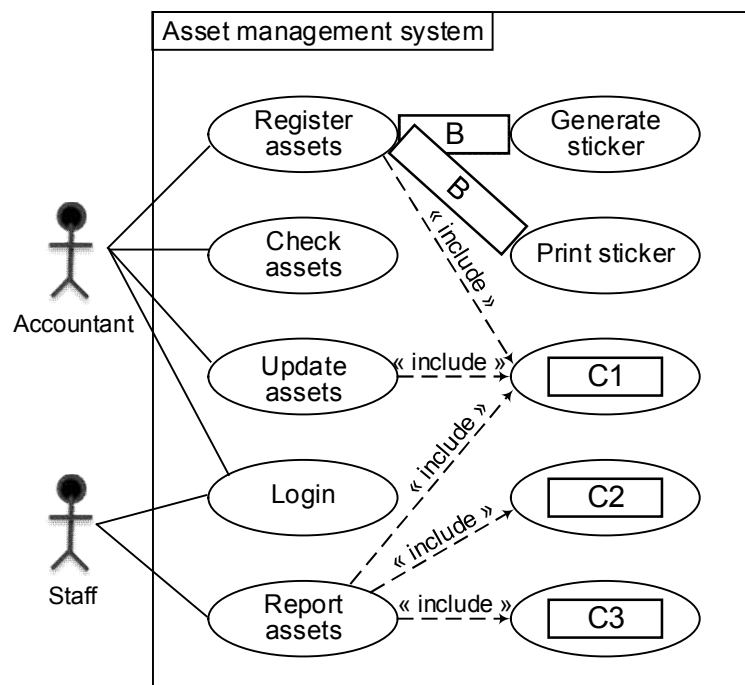 Asset management system
Register
assets
B
Generate
sticker
B
« include »
Check
assets
Print sticker
Accountant
Update
assets
« include »
C1
« include »
Login
C2
« include »
Staff
Report
assets
« include »
C3